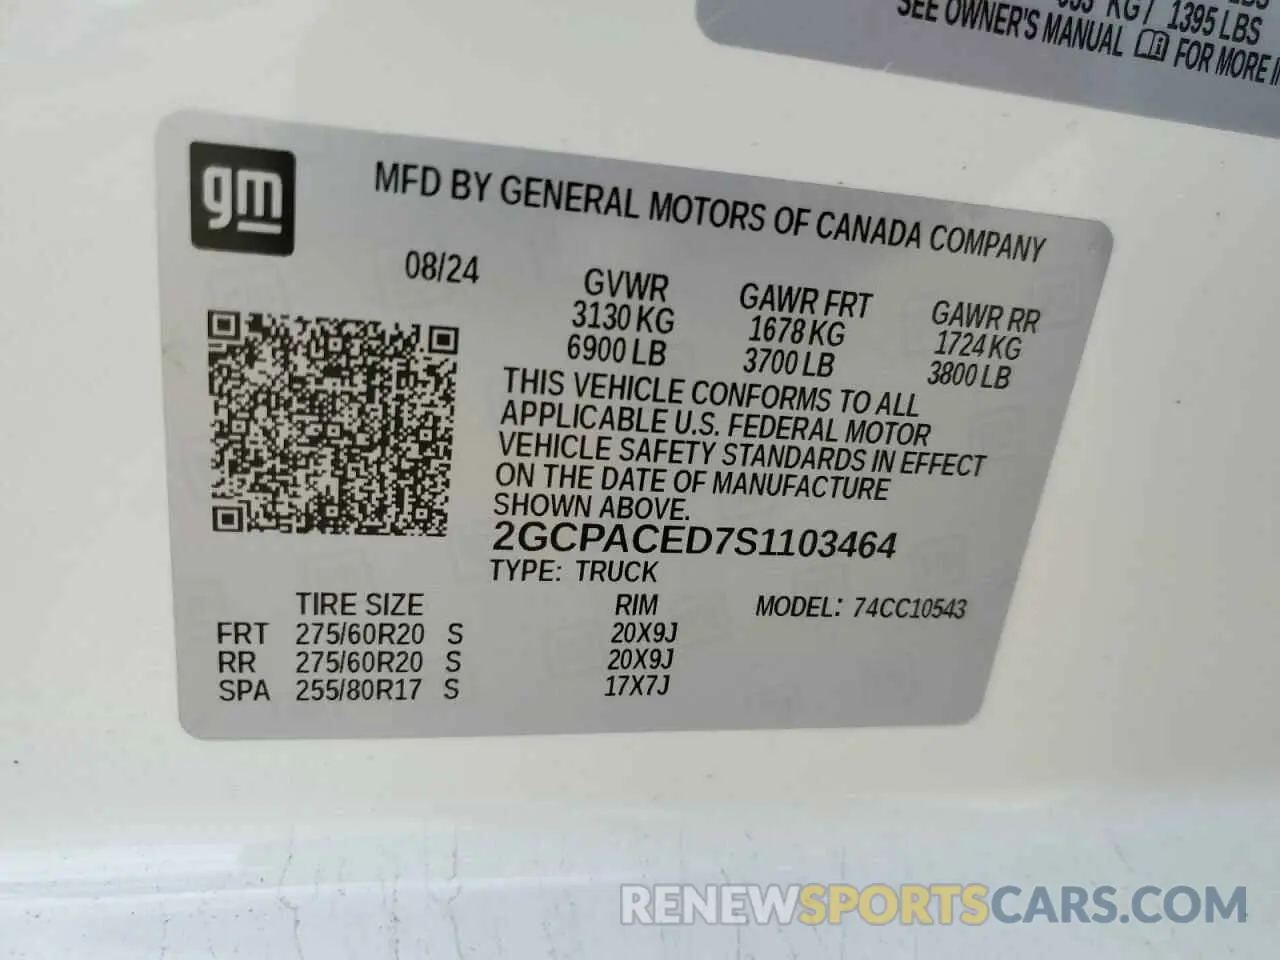 KG / 1395 LBS
SEE OWNER'S MANUAL FOR MORE
gm
MFD BY GENERAL MOTORS OF CANADA COMPANY
08/24
GVWR GAWR FRT GAWR RR
3130 KG 1678 KG 1724 KG
6900 LB 3700 LB 3800 LB
THIS VEHICLE CONFORMS TO ALL
APPLICABLE U.S. FEDERAL MOTOR
VEHICLE SAFETY STANDARDS IN EFFECT
ON THE DATE OF MANUFACTURE
SHOWN ABOVE.
2GCPACED7S1103464
TYPE: TRUCK
TIRE SIZE RIM MODEL: 74CC10543
FRT 275/60R20 S 20X9J
RR 275/60R20 S 20X9J
SPA 255/80R17 S 17X7J
RENEWSPORTSCARS.COM